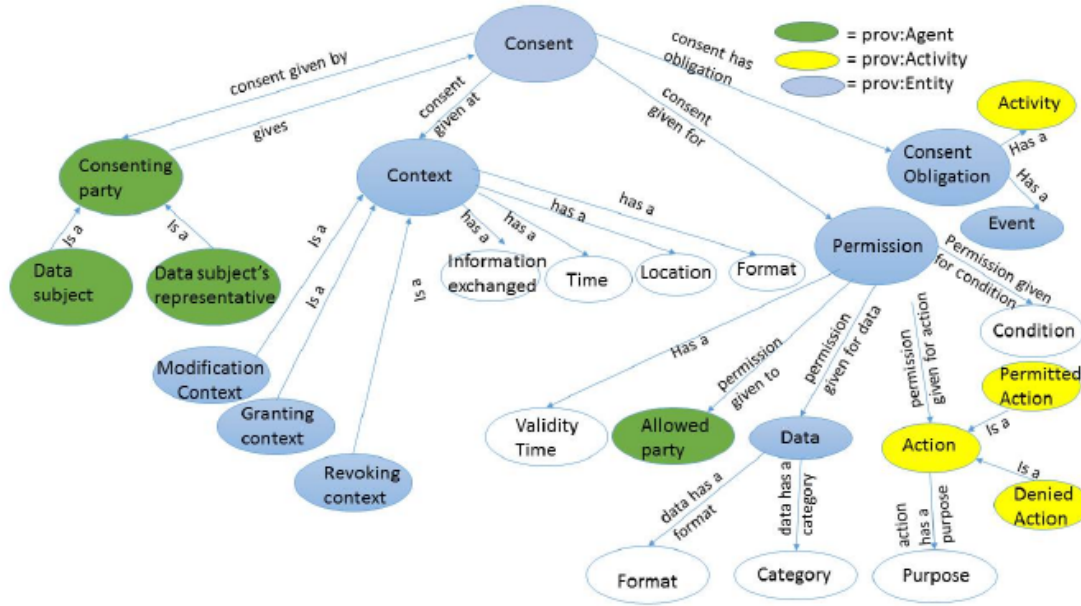 Consent
= prov:Agent
= prov:Activity
= prov:Entity
consent given by
gives
consent
given at
consent
given for
consent has
obligation
Activity
Has a
Consent
Obligation
Has a
Event
Consenting
party
Is a
Is a
Data
subject
Data subject's
representative
Context
Is a
Is a
Is a
has a
has a
has a
has a
Information
exchanged
Time
Location
Format
Modification
Context
Granting
context
Revoking
context
Permission
Permission given
for condition
Condition
Has a
permission
given to
permission
given for data
permission
given for action
Validity
Time
Allowed
party
Data
Action
Permitted
Action
Is a
Is a
Denied
Action
data has a
format
data has a
category
action
has a
purpose
Format
Category
Purpose